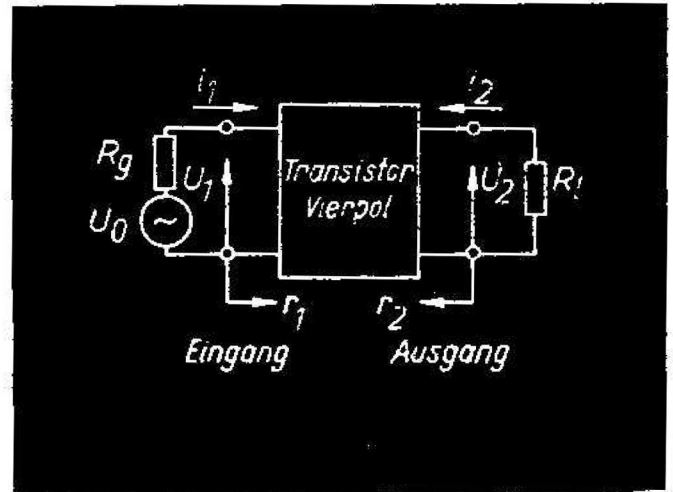 i1
i2
Rg
U1
Transistor
Vierpol
U2
Rl
U0
~
r1
r2
Eingang
Ausgang